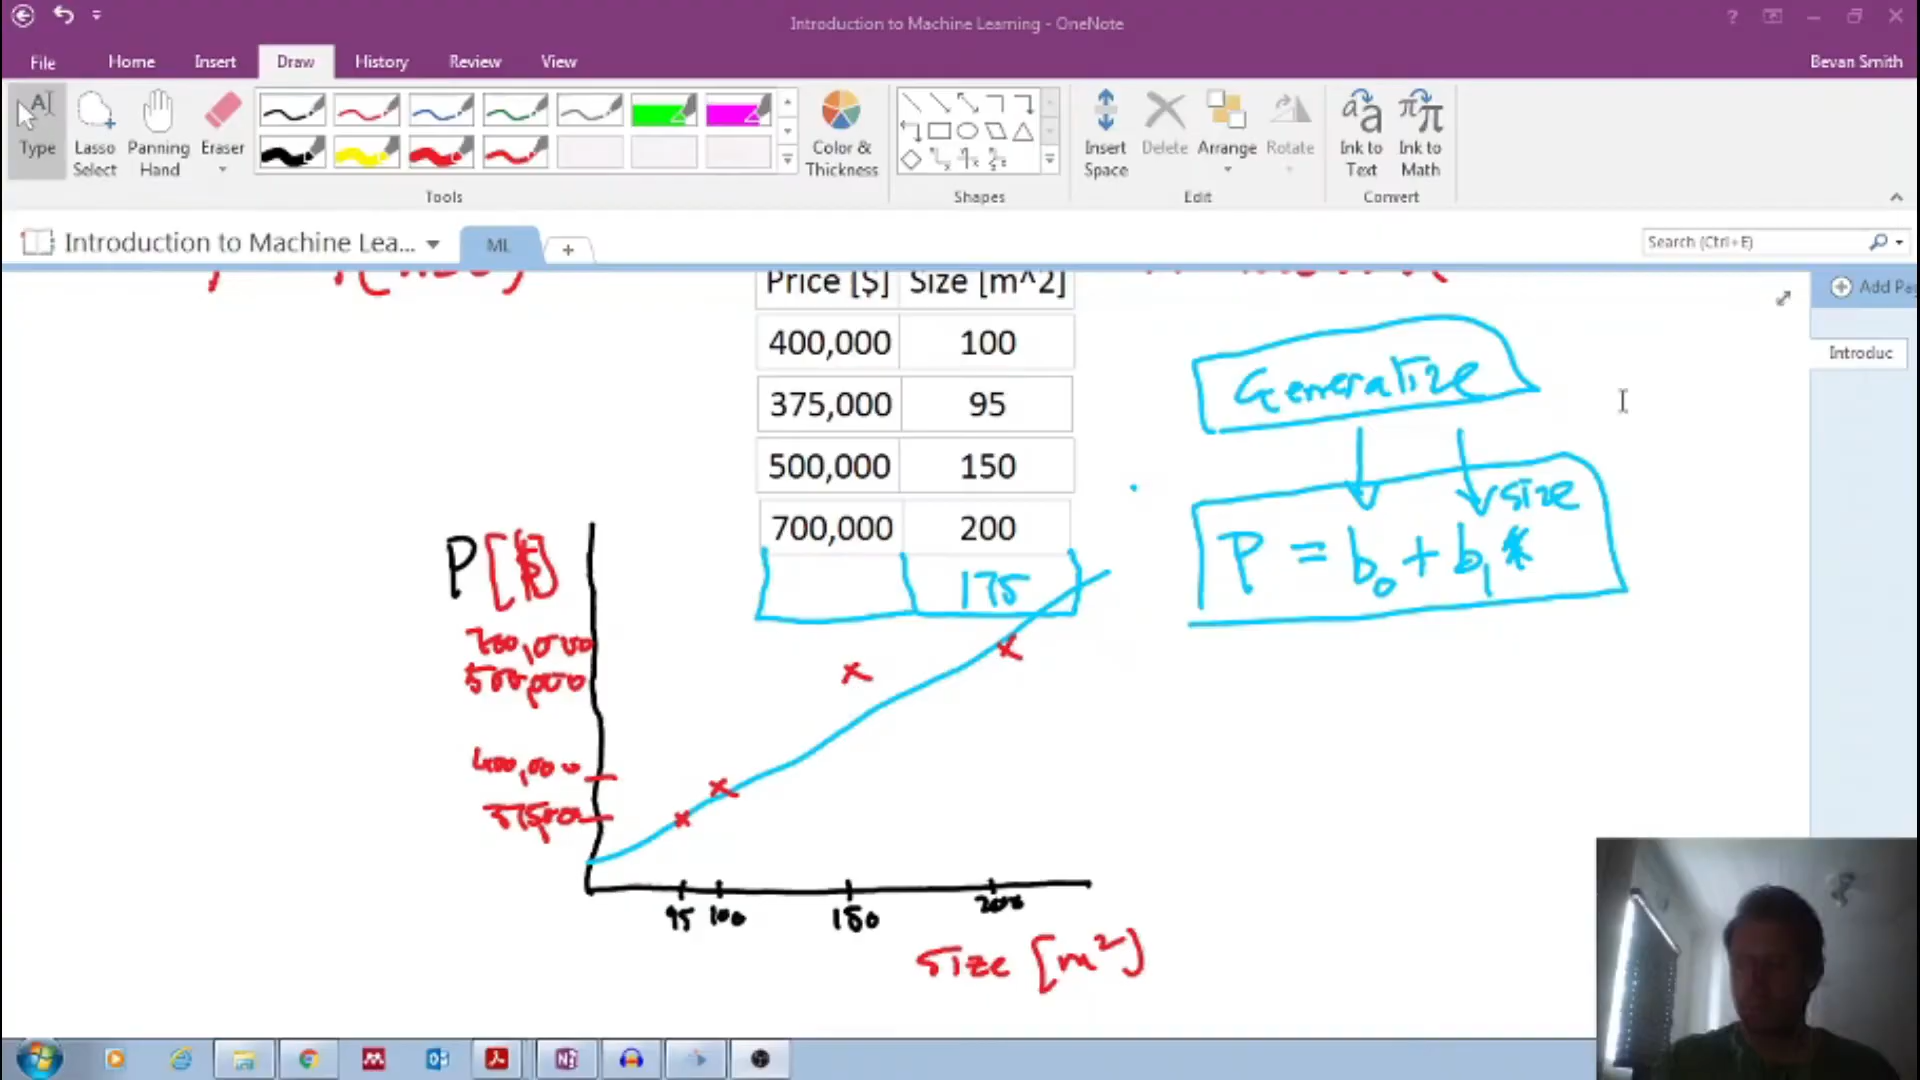 Introduction to Machine Learning - OneNote
File Home Insert Draw History Review View Bevan Smith
Type Lasso Select Panning Hand Eraser Color & Thickness Insert Space Delete Arrange Rotate Ink to Text Ink to Math
Tools Shapes Edit Convert
Introduction to Machine Lea... ML Search (Ctrl+E)
Add Pa
Introduc
Price [$] Size [m^2]
400,000 100
375,000 95
500,000 150
700,000 200
175
Generalize
size
P = b0 + b1 *
P [$]
700,000
500,000
400,000
375,000
95 100 150 200
size [m²]